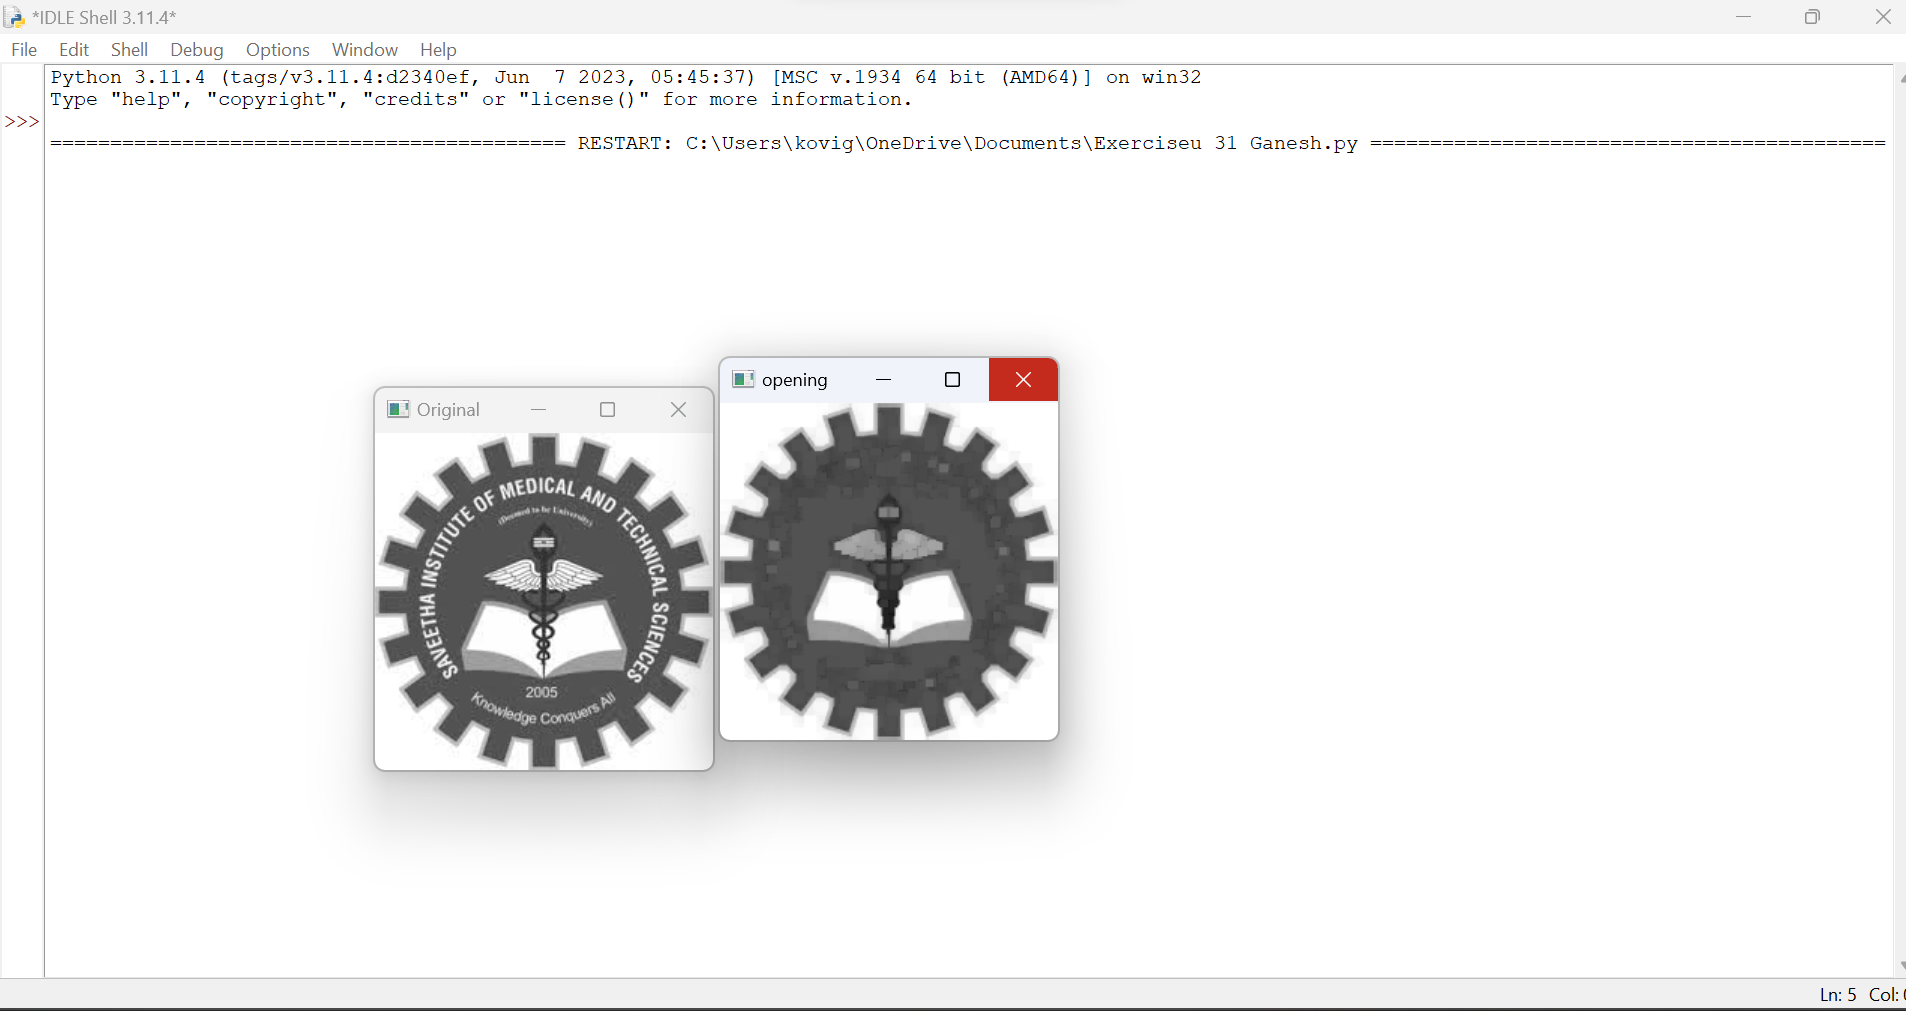 *IDLE Shell 3.11.4*
File Edit Shell Debug Options Window Help
Python 3.11.4 (tags/v3.11.4:d2340ef, Jun  7 2023, 05:45:37) [MSC v.1934 64 bit (AMD64)] on win32
Type "help", "copyright", "credits" or "license()" for more information.
>>>
=========================================== RESTART: C:\Users\kovig\OneDrive\Documents\Exerciseu 31 Ganesh.py ===========================================
Original
SAVEETHA INSTITUTE OF MEDICAL AND TECHNICAL SCIENCES
(Deemed to be University)
2005
Knowledge Conquers All
opening
Ln: 5 Col: